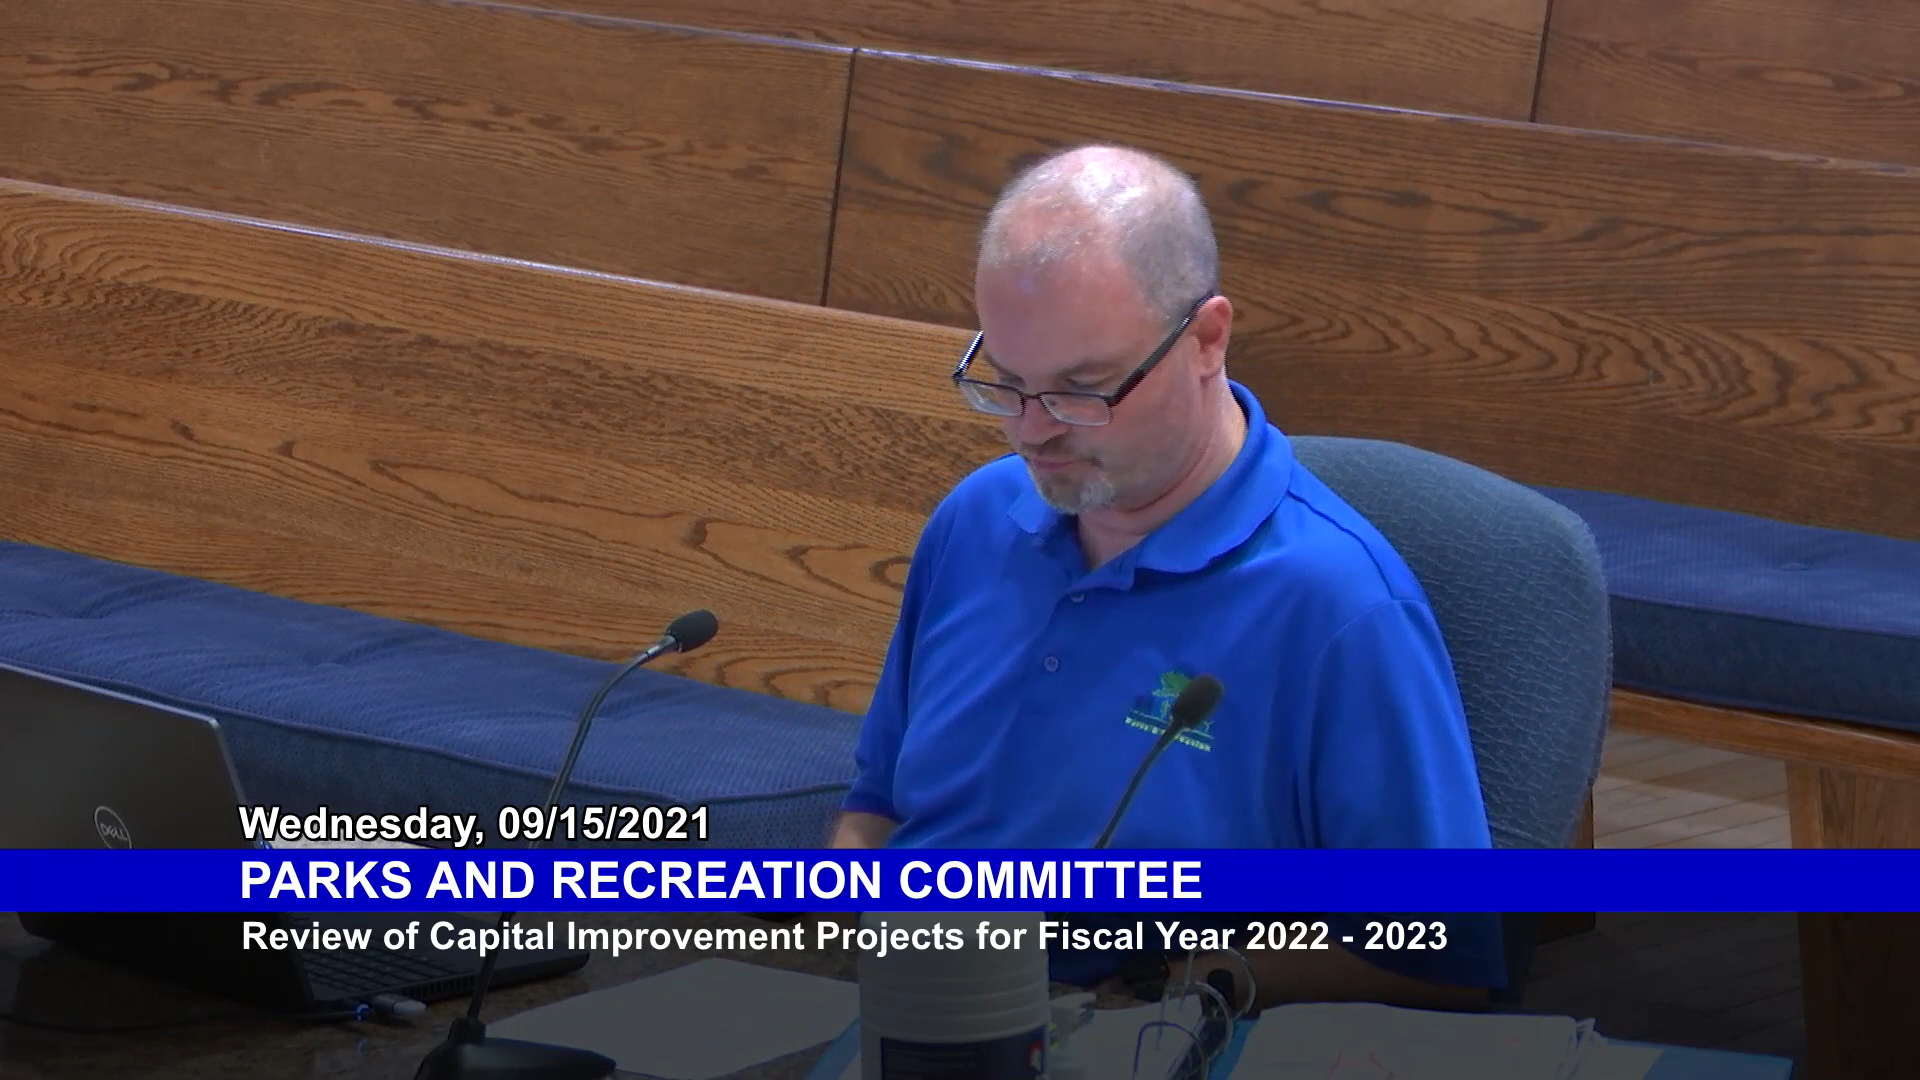 DELL
Wednesday, 09/15/2021
PARKS AND RECREATION COMMITTEE
Review of Capital Improvement Projects for Fiscal Year 2022 - 2023